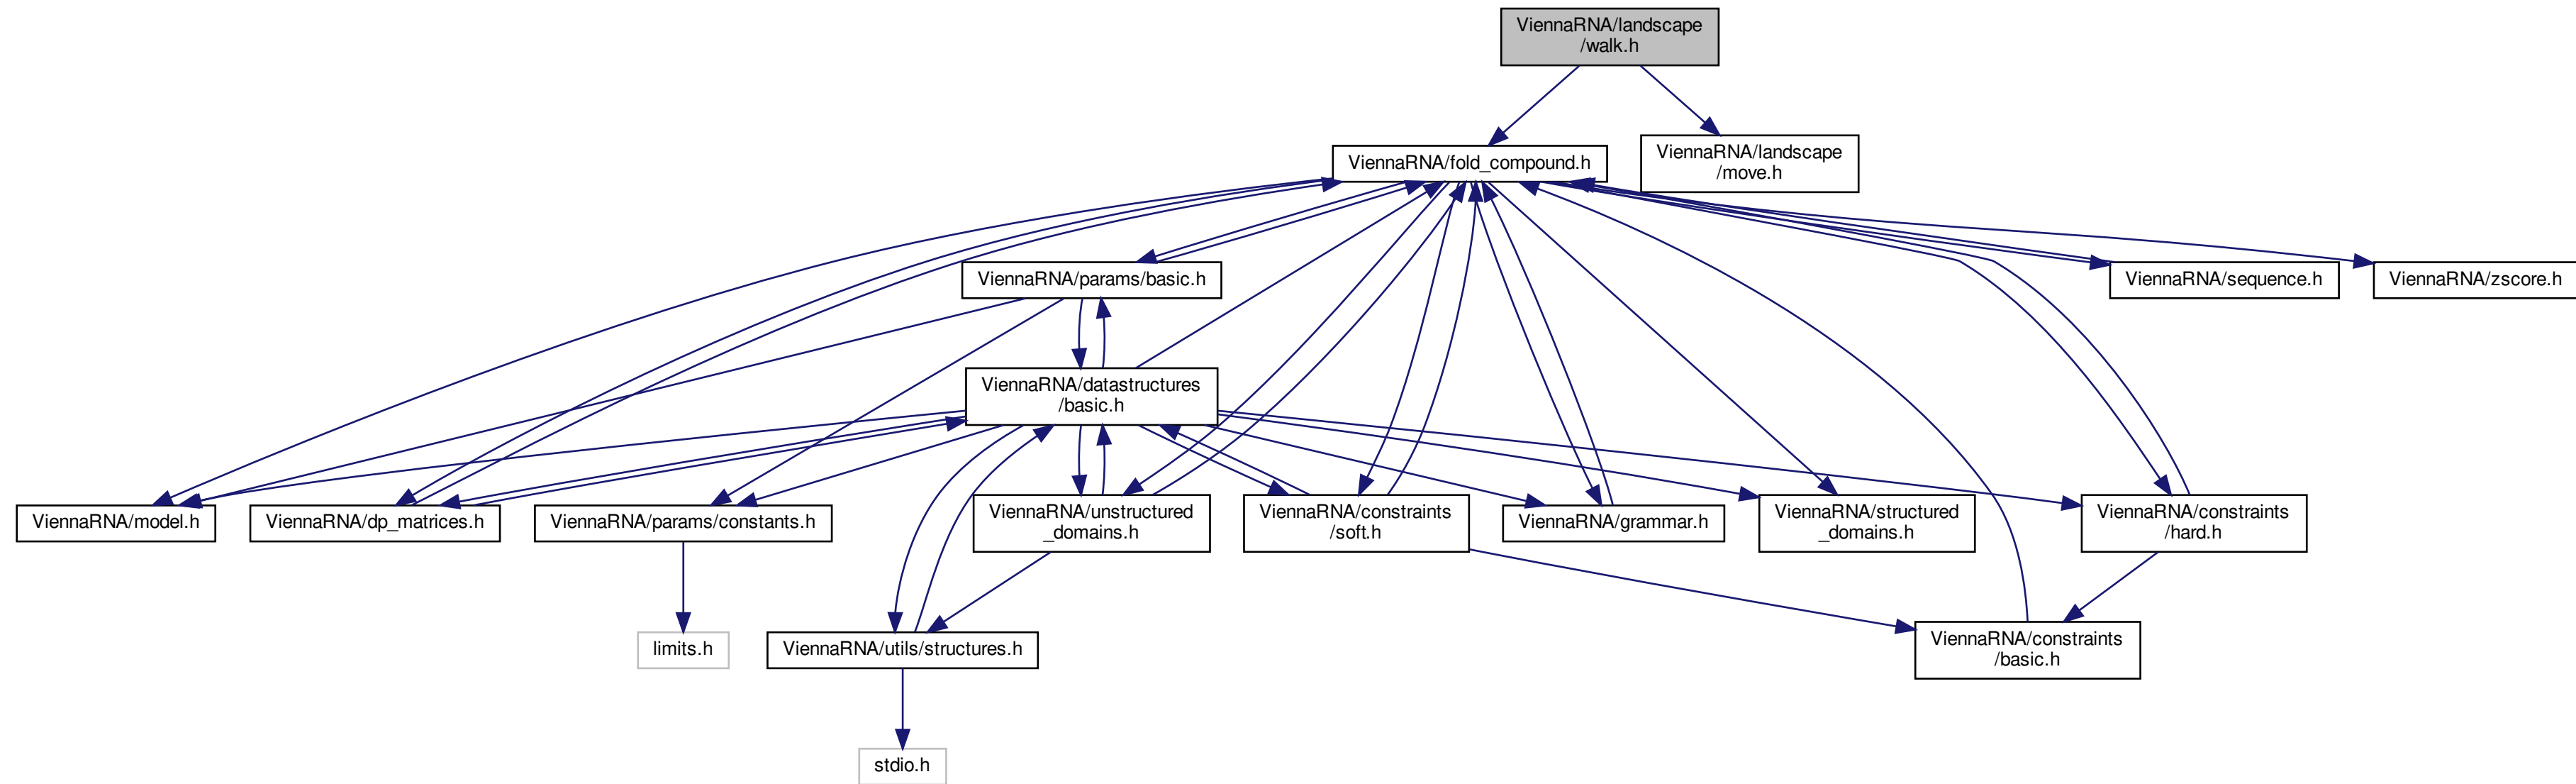 ViennaRNA/landscape
/walk.h
ViennaRNA/fold_compound.h
ViennaRNA/landscape
/move.h
ViennaRNA/params/basic.h
ViennaRNA/sequence.h
ViennaRNA/zscore.h
ViennaRNA/datastructures
/basic.h
ViennaRNA/model.h
ViennaRNA/dp_matrices.h
ViennaRNA/params/constants.h
ViennaRNA/unstructured
_domains.h
ViennaRNA/constraints
/soft.h
ViennaRNA/grammar.h
ViennaRNA/structured
_domains.h
ViennaRNA/constraints
/hard.h
limits.h
ViennaRNA/utils/structures.h
ViennaRNA/constraints
/basic.h
stdio.h